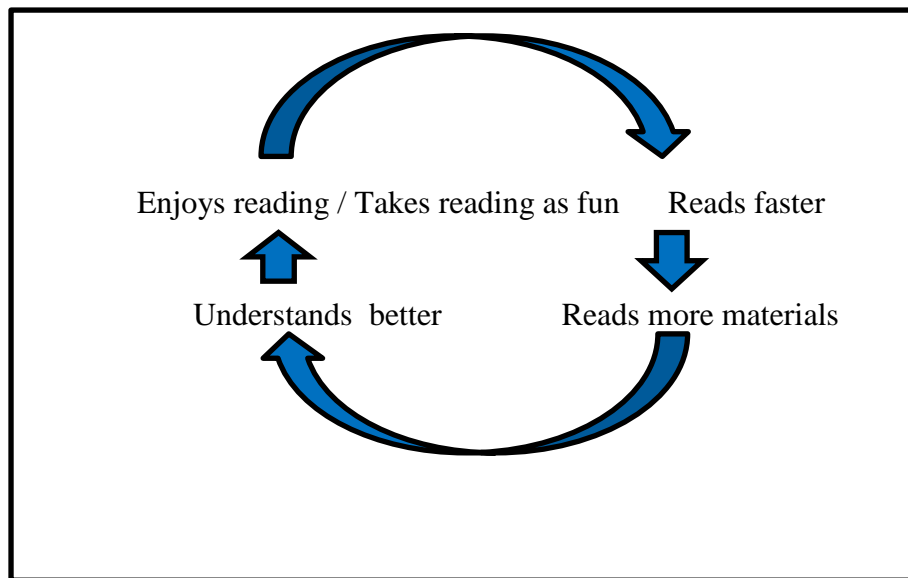 Enjoys reading / Takes reading as fun Reads faster
Understands better Reads more materials